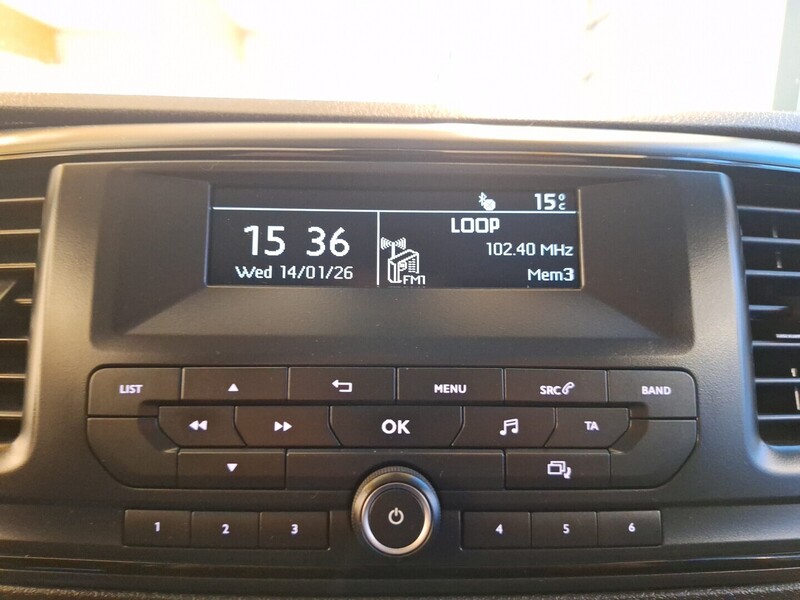 15°C
15 36
Wed 14/01/26
LOOP
102.40 MHz
FM1
Mem3
LIST
MENU
SRC
BAND
OK
TA
1
2
3
4
5
6